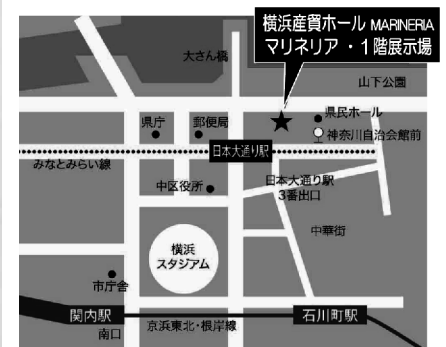 横浜産貿ホール MARINERIA
マリネリア ・1階展示場
大さん橋
山下公園
県庁
郵便局
県民ホール
神奈川自治会館前
日本大通り駅
みなとみらい線
中区役所
日本大通り駅
3番出口
横浜
スタジアム
中華街
市庁舎
関内駅
石川町駅
南口
京浜東北・根岸線